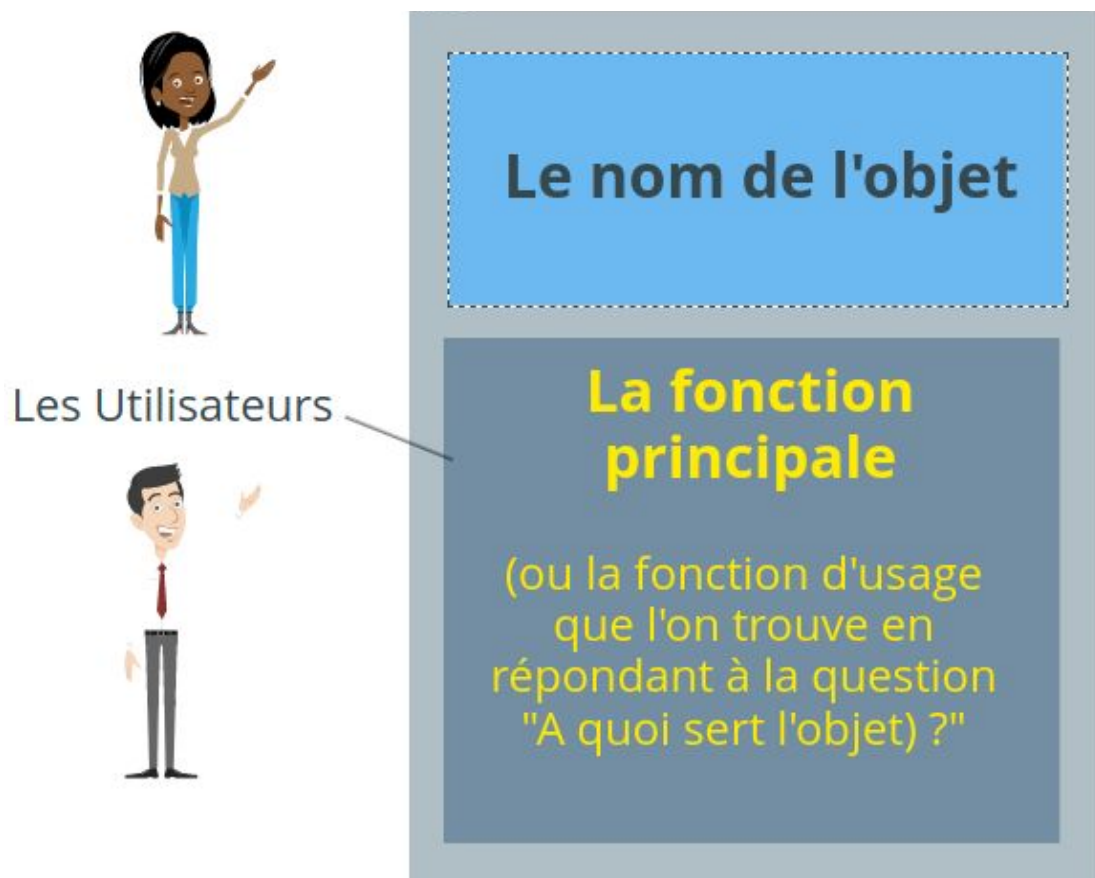 Le nom de l'objet
Les Utilisateurs
La fonction
principale
(ou la fonction d'usage
que l'on trouve en
répondant à la question
"A quoi sert l'objet) ?"